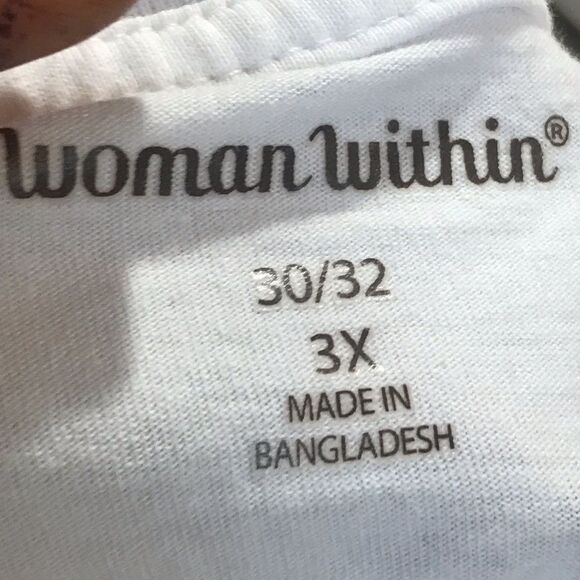 Woman Within®
30/32
3X
MADE IN
BANGLADESH